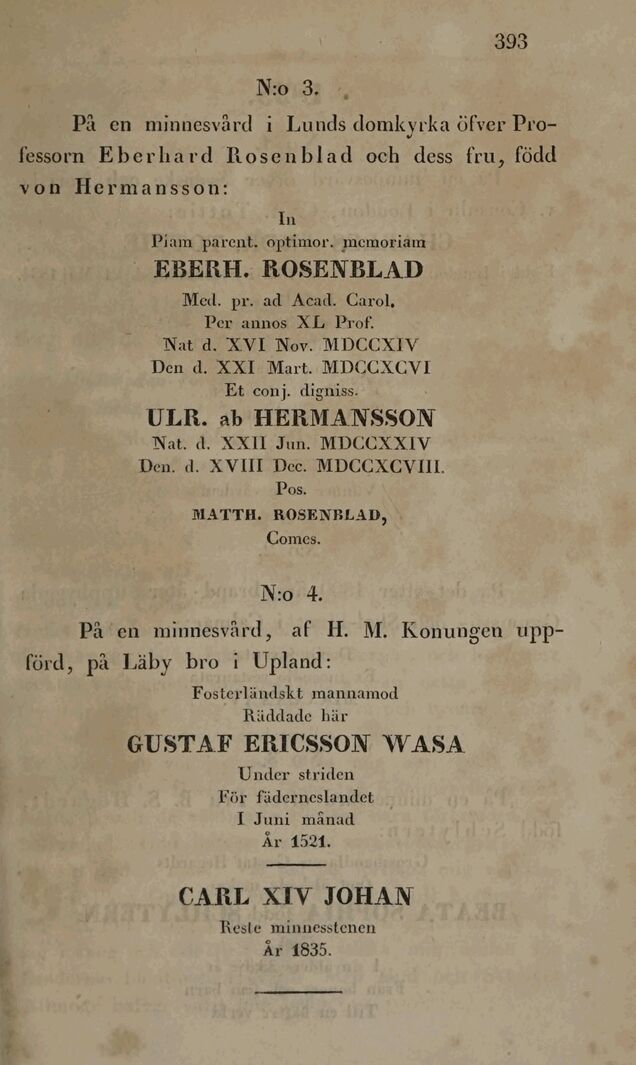 393
N:o 3.
På en minnesvård i Lunds domkyrka öfver Pro-
fessorn Eberhard Rosenblad och dess fru, född
von Hermansson:
In
Piam parent. optimor. memoriam
EBERH. ROSENBLAD
Med. pr. ad Acad. Carol.
Per annos XL Prof.
Nat d. XVI Nov. MDCCXIV
Den d. XXI Mart. MDCCXCVI
Et conj. digniss.
ULR. ab HERMANSSON
Nat. d. XXII Jun. MDCCXXIV
Den. d. XVIII Dec. MDCCXCVIII.
Pos.
MATTH. ROSENBLAD,
Comes.
N:o 4.
På en minnesvård, af H. M. Konungen upp-
förd, på Läby bro i Upland:
Fosterländskt mannamod
Räddade här
GUSTAF ERICSSON WASA
Under striden
För fäderneslandet
I Juni månad
År 1521.
CARL XIV JOHAN
Reste minnesstenen
År 1835.